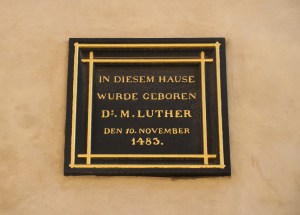 IN DIESEM HAUSE
WURDE GEBOREN
Dr. M. LUTHER
DEN 10. NOVEMBER
1483.